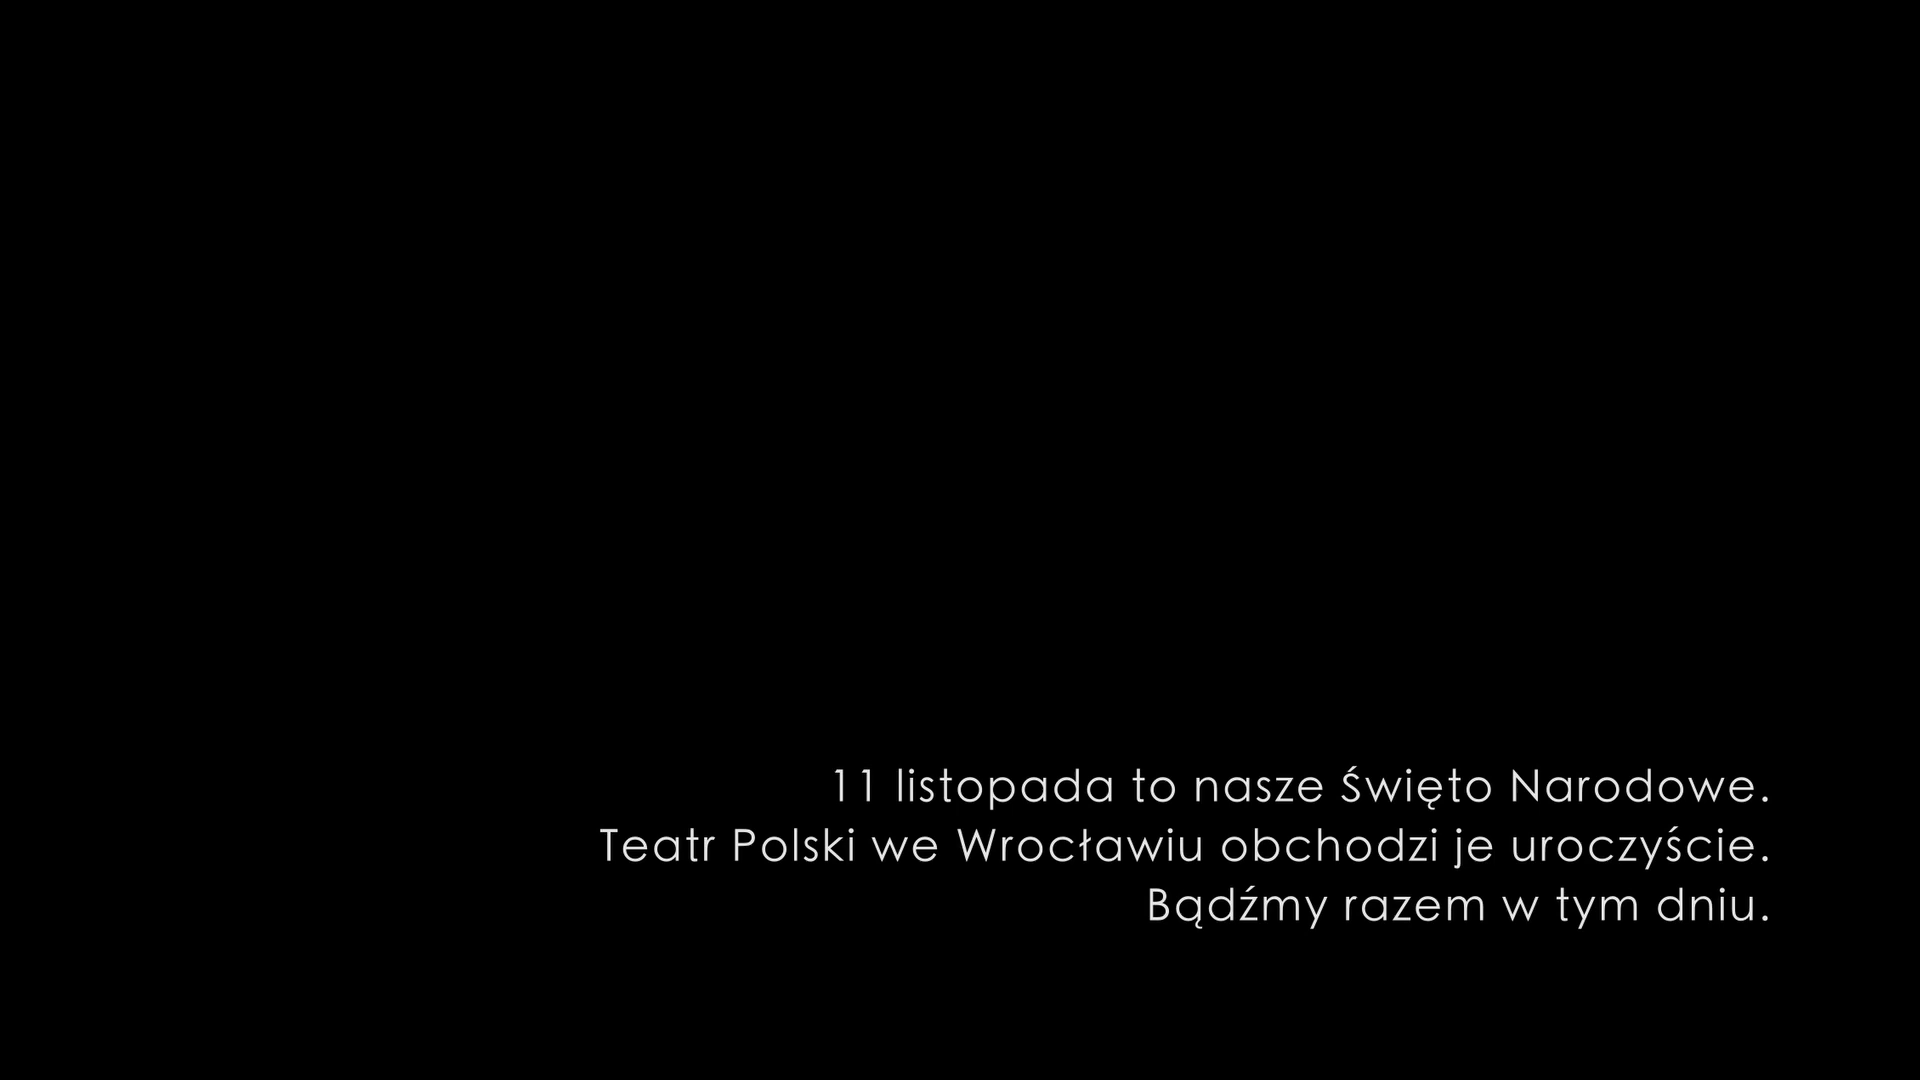 11 listopada to nasze Święto Narodowe.
Teatr Polski we Wrocławiu obchodzi je uroczyście.
Bądźmy razem w tym dniu.